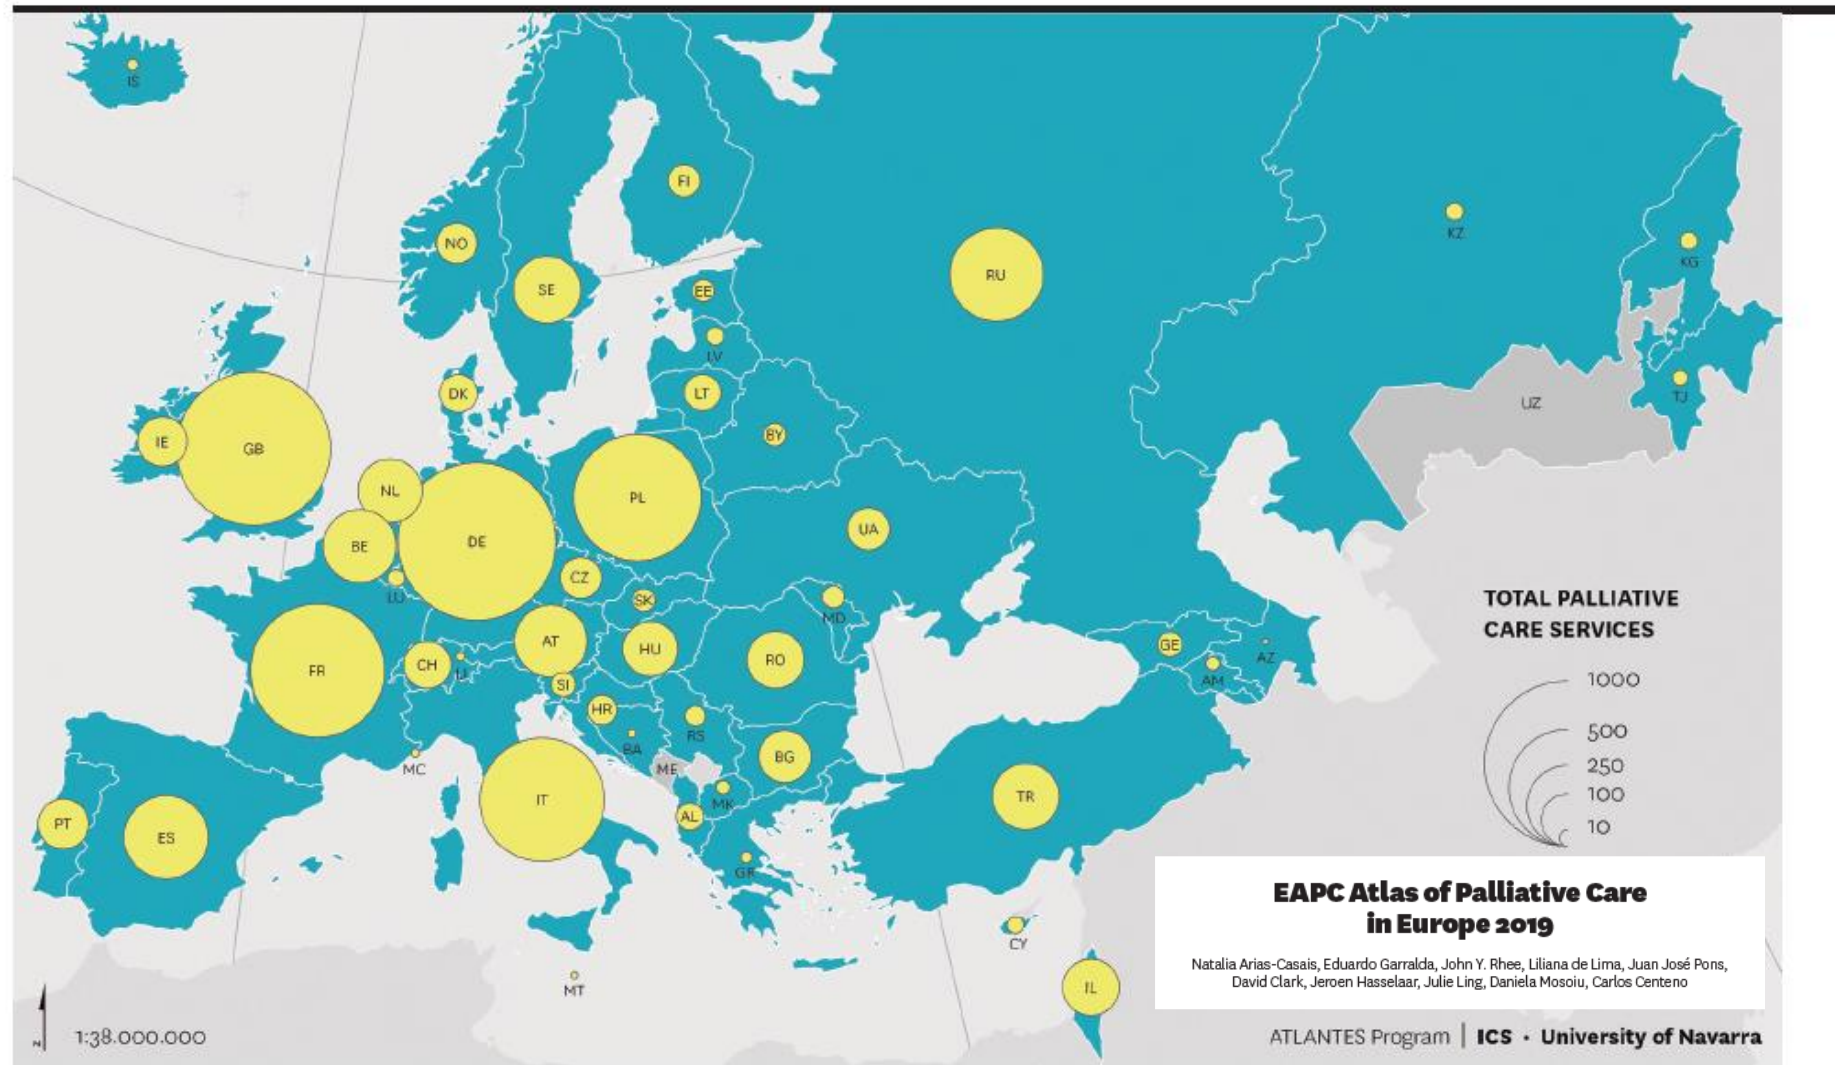 IS
FI
NO
SE
RU
KZ
KG
EE
LV
DK
LT
BY
UZ
TJ
IE
GB
NL
PL
BE
DE
UA
CZ
LU
SK
MD
FR
CH
LI
AT
HU
RO
SI
GE
AZ
AM
HR
RS
BA
MC
ME
BG
MK
IT
AL
TR
PT
ES
GR
CY
MT
IL
TOTAL PALLIATIVE
CARE SERVICES
1000
500
250
100
10
EAPC Atlas of Palliative Care
in Europe 2019
Natalia Arias-Casais, Eduardo Garralda, John Y. Rhee, Liliana de Lima, Juan José Pons,
David Clark, Jeroen Hasselaar, Julie Ling, Daniela Mosoiu, Carlos Centeno
N
1:38.000.000
ATLANTES Program | ICS · University of Navarra